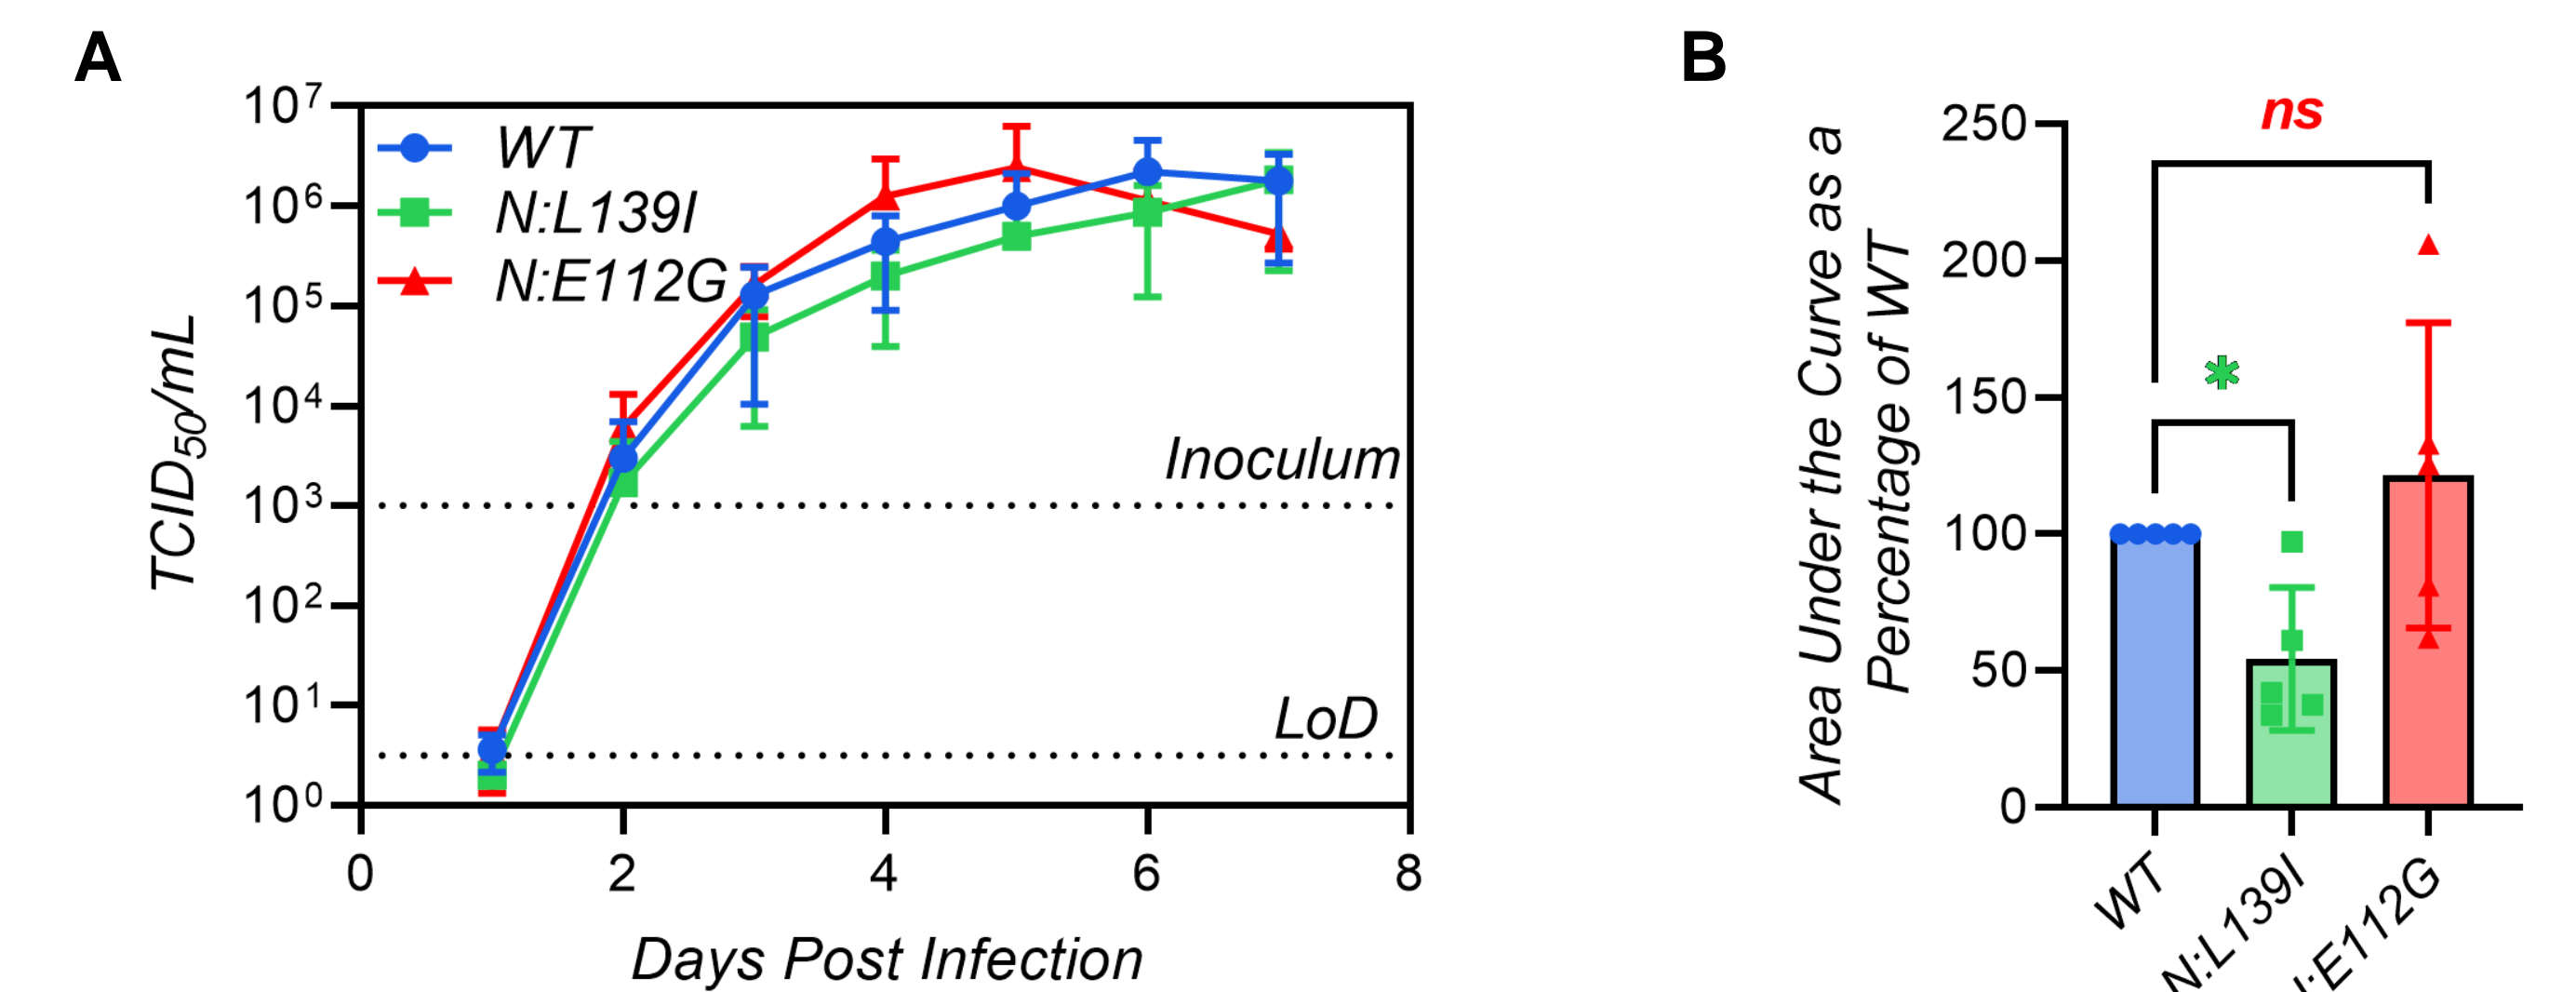 A
10⁷
10⁶
10⁵
10⁴
10³
10²
10¹
10⁰
TCID₅₀/mL
WT
N:L139I
N:E112G
Inoculum
LoD
0 2 4 6 8
Days Post Infection
B
Area Under the Curve as a
Percentage of WT
250
200
150
100
50
0
ns
*
WT
N:L139I
:E112G